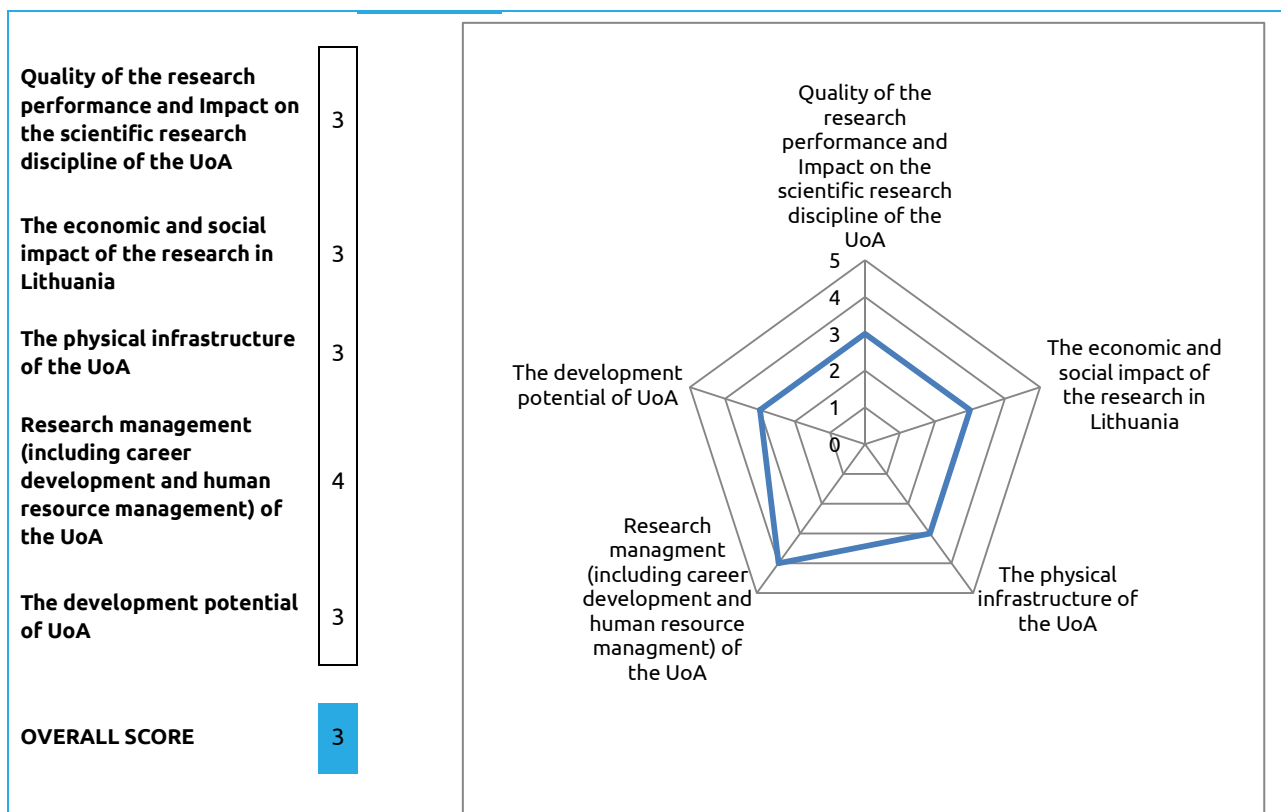 Quality of the research
performance and Impact on
the scientific research
discipline of the UoA
3
The economic and social
impact of the research in
Lithuania
3
The physical infrastructure
of the UoA
3
Research management
(including career
development and human
resource management) of
the UoA
4
The development potential
of UoA
3
OVERALL SCORE
3
Quality of the
research
performance and
Impact on the
scientific research
discipline of the
UoA
5
4
3
2
1
0
The economic and
social impact of
the research in
Lithuania
The physical
infrastructure of
the UoA
Research
managment
(including career
development and
human resource
managment) of
the UoA
The development
potential of UoA